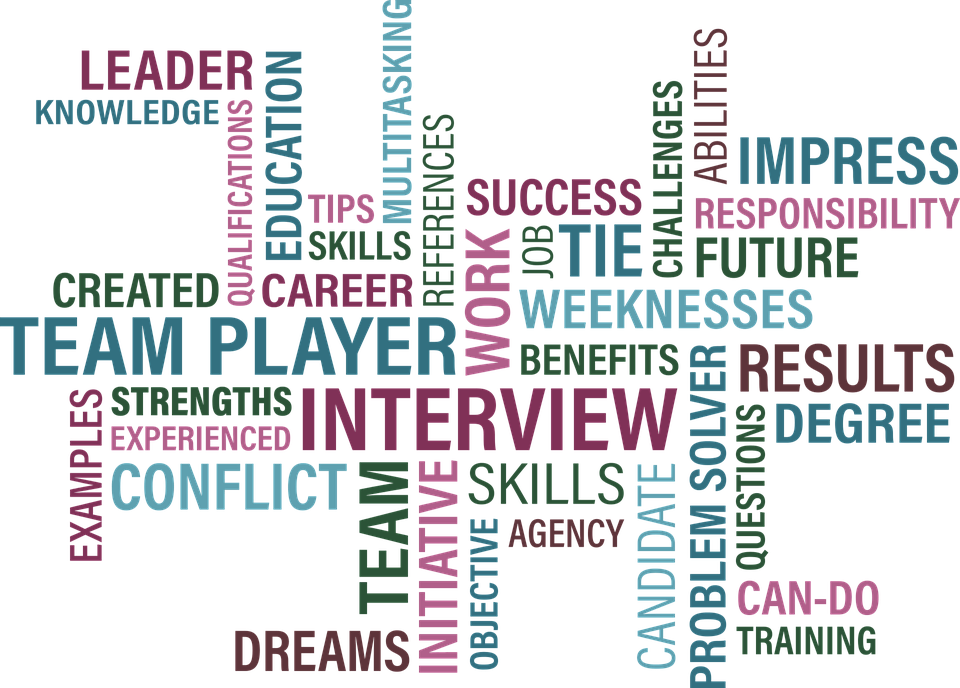 LEADER
KNOWLEDGE
QUALIFICATIONS
EDUCATION
MULTITASKING
TIPS
SKILLS
REFERENCES
CREATED
CAREER
SUCCESS
WORK
JOB
TIE
CHALLENGES
ABILITIES
IMPRESS
RESPONSIBILITY
FUTURE
WEEKNESSES
TEAM PLAYER
BENEFITS
RESULTS
DEGREE
EXAMPLES
STRENGTHS
EXPERIENCED
INTERVIEW
CONFLICT
TEAM
INITIATIVE
SKILLS
OBJECTIVE
AGENCY
CANDIDATE
PROBLEM SOLVER
QUESTIONS
CAN-DO
TRAINING
DREAMS